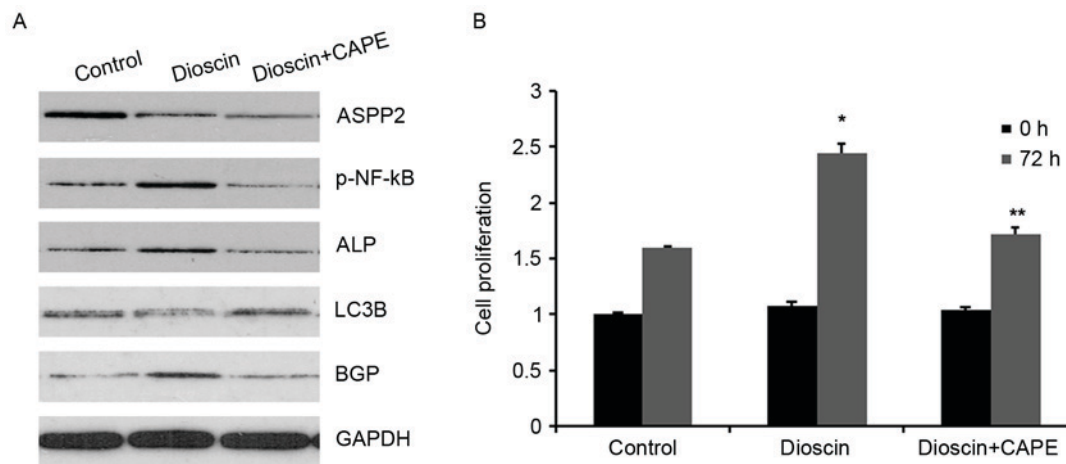 A
Control
Dioscin
Dioscin+CAPE
ASPP2
p-NF-kB
ALP
LC3B
BGP
GAPDH
B
Cell proliferation
3
2.5
2
1.5
1
0.5
0
*
**
0 h
72 h
Control
Dioscin
Dioscin+CAPE